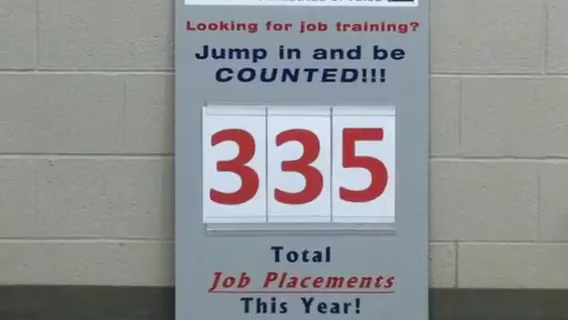 Looking for job training?
Jump in and be
COUNTED!!!
335
Total
Job Placements
This Year!